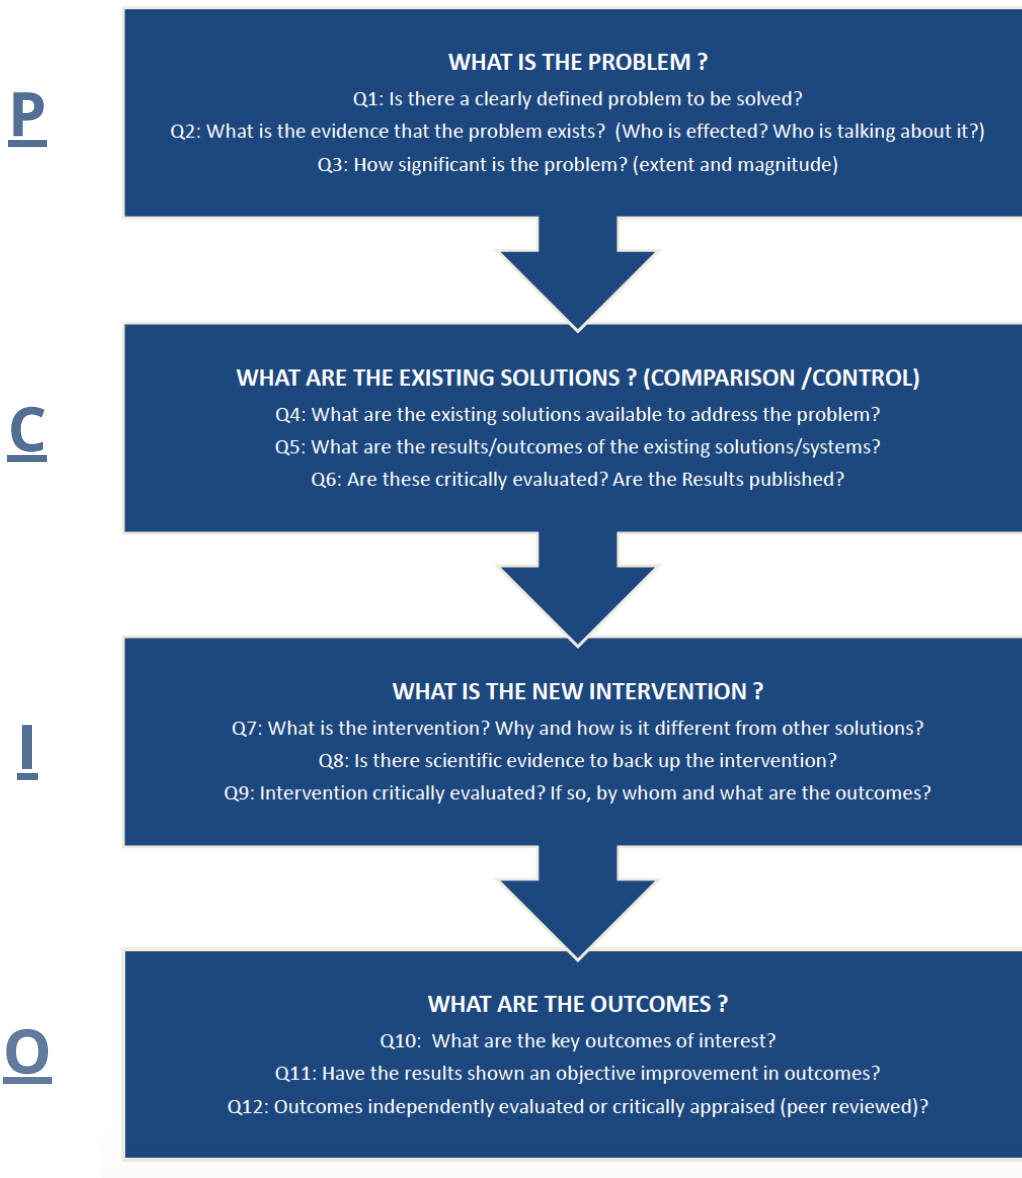 P
WHAT IS THE PROBLEM ?
Q1: Is there a clearly defined problem to be solved?
Q2: What is the evidence that the problem exists?  (Who is effected? Who is talking about it?)
Q3: How significant is the problem? (extent and magnitude)
C
WHAT ARE THE EXISTING SOLUTIONS ? (COMPARISON /CONTROL)
Q4: What are the existing solutions available to address the problem?
Q5: What are the results/outcomes of the existing solutions/systems?
Q6: Are these critically evaluated? Are the Results published?
I
WHAT IS THE NEW INTERVENTION ?
Q7: What is the intervention? Why and how is it different from other solutions?
Q8: Is there scientific evidence to back up the intervention?
Q9: Intervention critically evaluated? If so, by whom and what are the outcomes?
O
WHAT ARE THE OUTCOMES ?
Q10:  What are the key outcomes of interest?
Q11: Have the results shown an objective improvement in outcomes?
Q12: Outcomes independently evaluated or critically appraised (peer reviewed)?